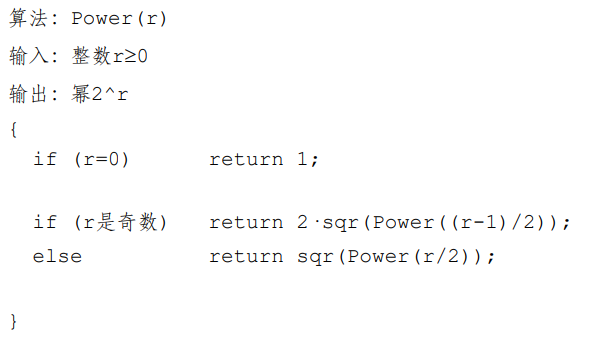 算法: Power(r)
输入: 整数r≥0
输出: 幂2^r
{
if (r=0) return 1;
if (r是奇数) return 2·sqr(Power((r-1)/2));
else return sqr(Power(r/2));
}